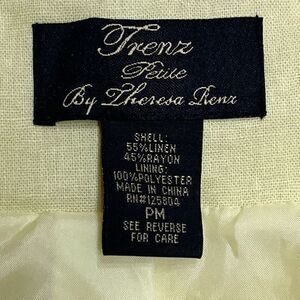 Trenz
Petite
By Theresa Renz
SHELL:
55%LINEN
45%RAYON
LINING:
100%POLYESTER
MADE IN CHINA
RN#125804
PM
SEE REVERSE
FOR CARE